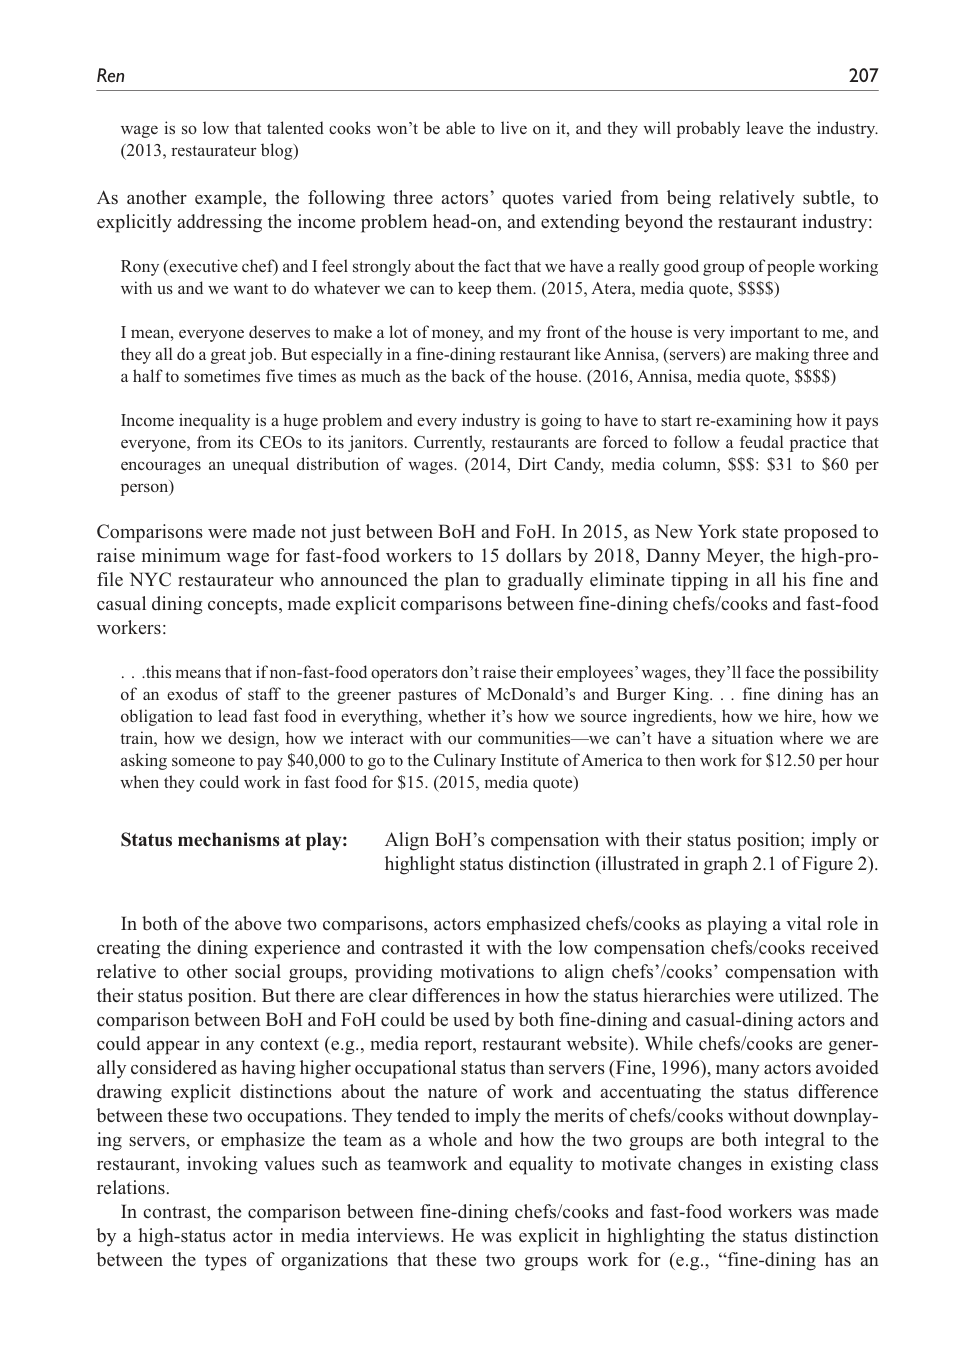 Ren
207
wage is so low that talented cooks won’t be able to live on it, and they will probably leave the industry.
(2013, restaurateur blog)
As another example, the following three actors’ quotes varied from being relatively subtle, to
explicitly addressing the income problem head-on, and extending beyond the restaurant industry:
Rony (executive chef) and I feel strongly about the fact that we have a really good group of people working
with us and we want to do whatever we can to keep them. (2015, Atera, media quote, $$$$)
I mean, everyone deserves to make a lot of money, and my front of the house is very important to me, and
they all do a great job. But especially in a fine-dining restaurant like Annisa, (servers) are making three and
a half to sometimes five times as much as the back of the house. (2016, Annisa, media quote, $$$$)
Income inequality is a huge problem and every industry is going to have to start re-examining how it pays
everyone, from its CEOs to its janitors. Currently, restaurants are forced to follow a feudal practice that
encourages an unequal distribution of wages. (2014, Dirt Candy, media column, $$$: $31 to $60 per
person)
Comparisons were made not just between BoH and FoH. In 2015, as New York state proposed to
raise minimum wage for fast-food workers to 15 dollars by 2018, Danny Meyer, the high-pro-
file NYC restaurateur who announced the plan to gradually eliminate tipping in all his fine and
casual dining concepts, made explicit comparisons between fine-dining chefs/cooks and fast-food
workers:
. . .this means that if non-fast-food operators don’t raise their employees’ wages, they’ll face the possibility
of an exodus of staff to the greener pastures of McDonald’s and Burger King. . . fine dining has an
obligation to lead fast food in everything, whether it’s how we source ingredients, how we hire, how we
train, how we design, how we interact with our communities—we can’t have a situation where we are
asking someone to pay $40,000 to go to the Culinary Institute of America to then work for $12.50 per hour
when they could work in fast food for $15. (2015, media quote)
Status mechanisms at play: Align BoH’s compensation with their status position; imply or
highlight status distinction (illustrated in graph 2.1 of Figure 2).
In both of the above two comparisons, actors emphasized chefs/cooks as playing a vital role in
creating the dining experience and contrasted it with the low compensation chefs/cooks received
relative to other social groups, providing motivations to align chefs’/cooks’ compensation with
their status position. But there are clear differences in how the status hierarchies were utilized. The
comparison between BoH and FoH could be used by both fine-dining and casual-dining actors and
could appear in any context (e.g., media report, restaurant website). While chefs/cooks are gener-
ally considered as having higher occupational status than servers (Fine, 1996), many actors avoided
drawing explicit distinctions about the nature of work and accentuating the status difference
between these two occupations. They tended to imply the merits of chefs/cooks without downplay-
ing servers, or emphasize the team as a whole and how the two groups are both integral to the
restaurant, invoking values such as teamwork and equality to motivate changes in existing class
relations.
In contrast, the comparison between fine-dining chefs/cooks and fast-food workers was made
by a high-status actor in media interviews. He was explicit in highlighting the status distinction
between the types of organizations that these two groups work for (e.g., “fine-dining has an